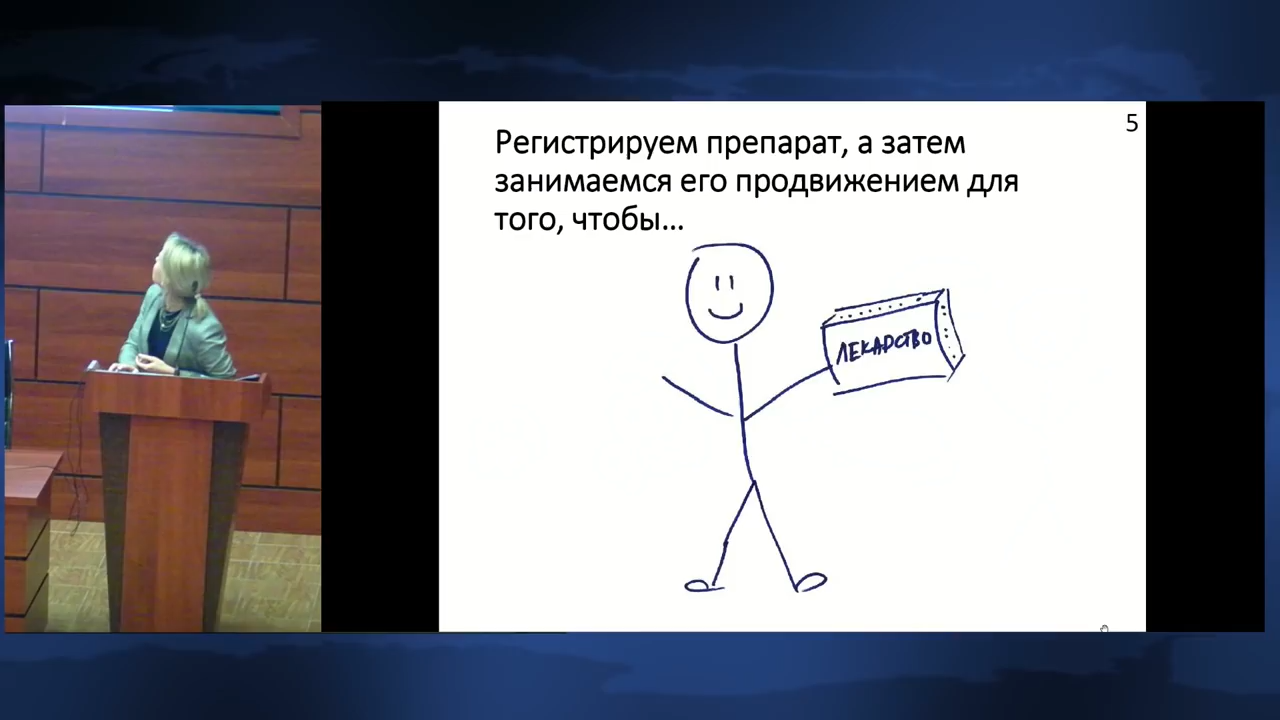 5
Регистрируем препарат, а затем
занимаемся его продвижением для
того, чтобы...
ЛЕКАРСТВО